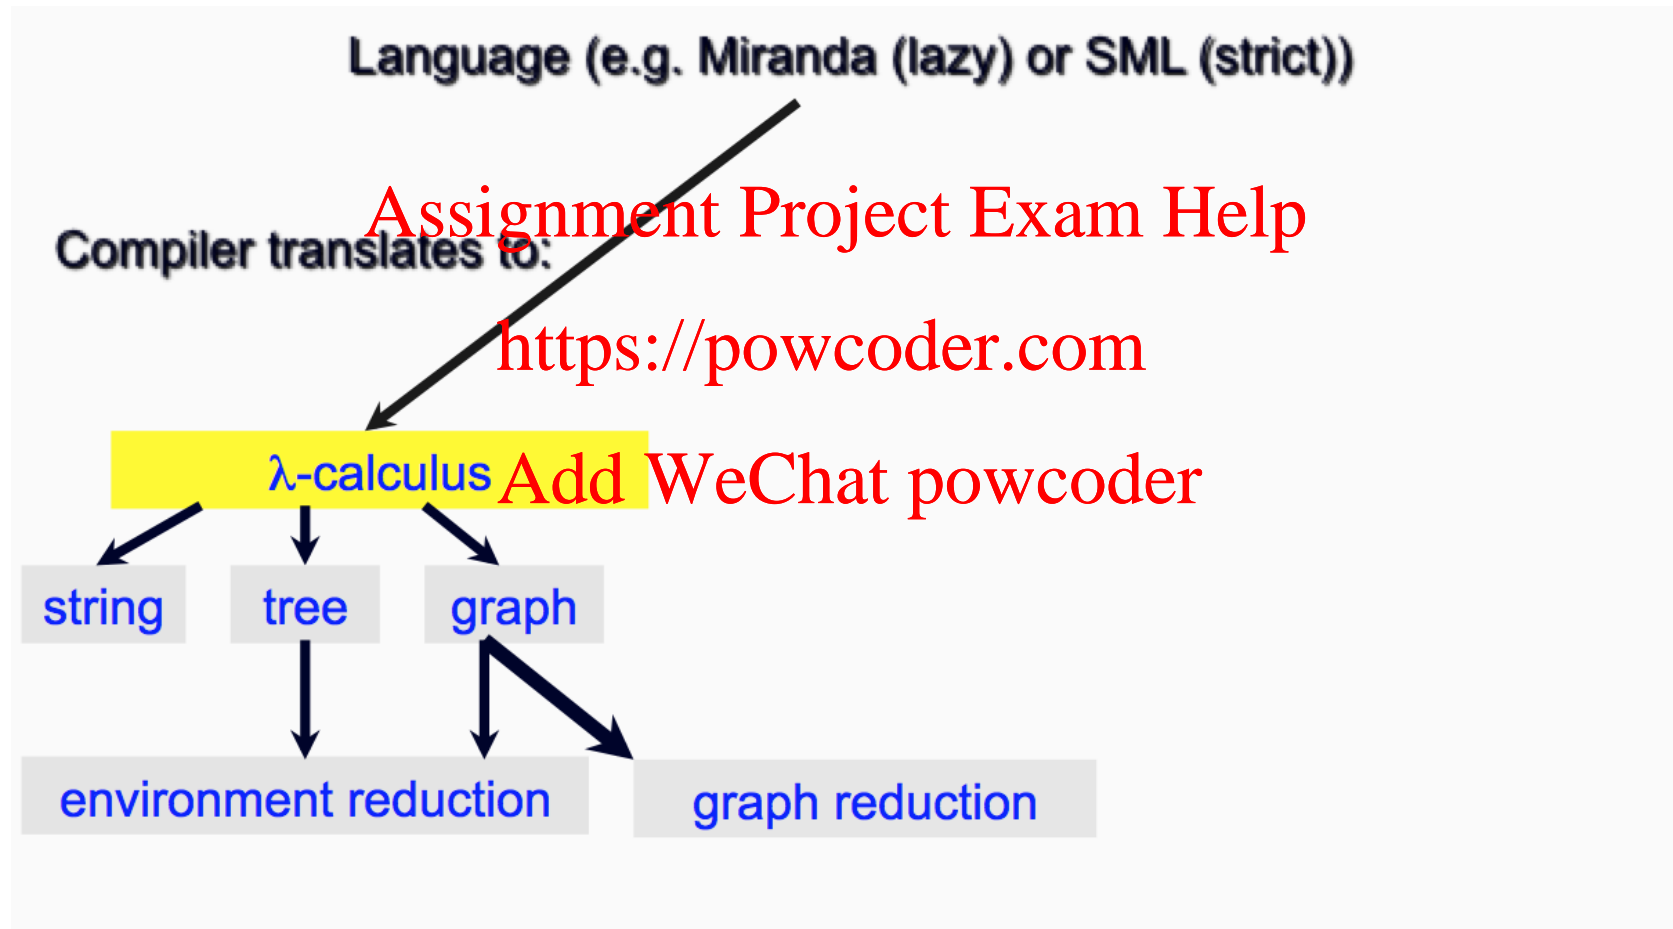 Language (e.g. Miranda (lazy) or SML (strict))
Assignment Project Exam Help
Compiler translates to:
https://powcoder.com
λ-calculus
Add WeChat powcoder
string
tree
graph
environment reduction
graph reduction